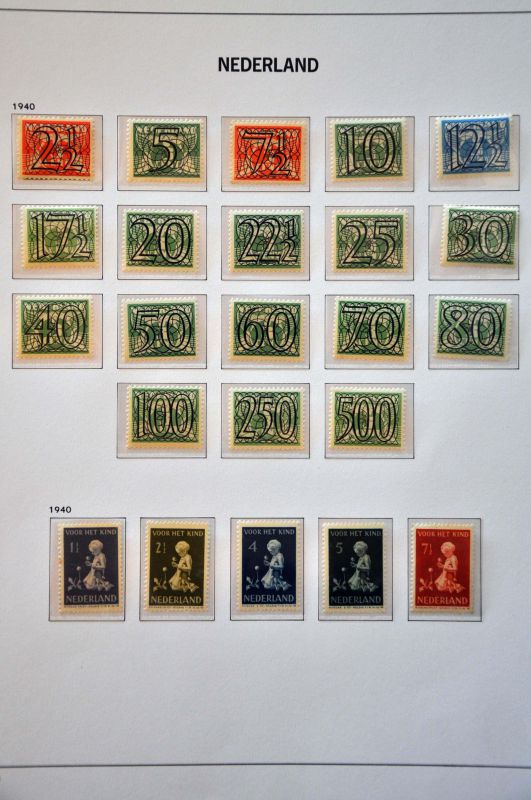 NEDERLAND
1940
2½ 5 7½ 10 12½
17½ 20 22½ 25 30
40 50 60 70 80
100 250 500
1940
VOOR HET KIND VOOR HET KIND VOOR HET KIND VOOR HET KIND VOOR HET KIND
1½ 2½ 4 5 7½
NEDERLAND NEDERLAND NEDERLAND NEDERLAND NEDERLAND